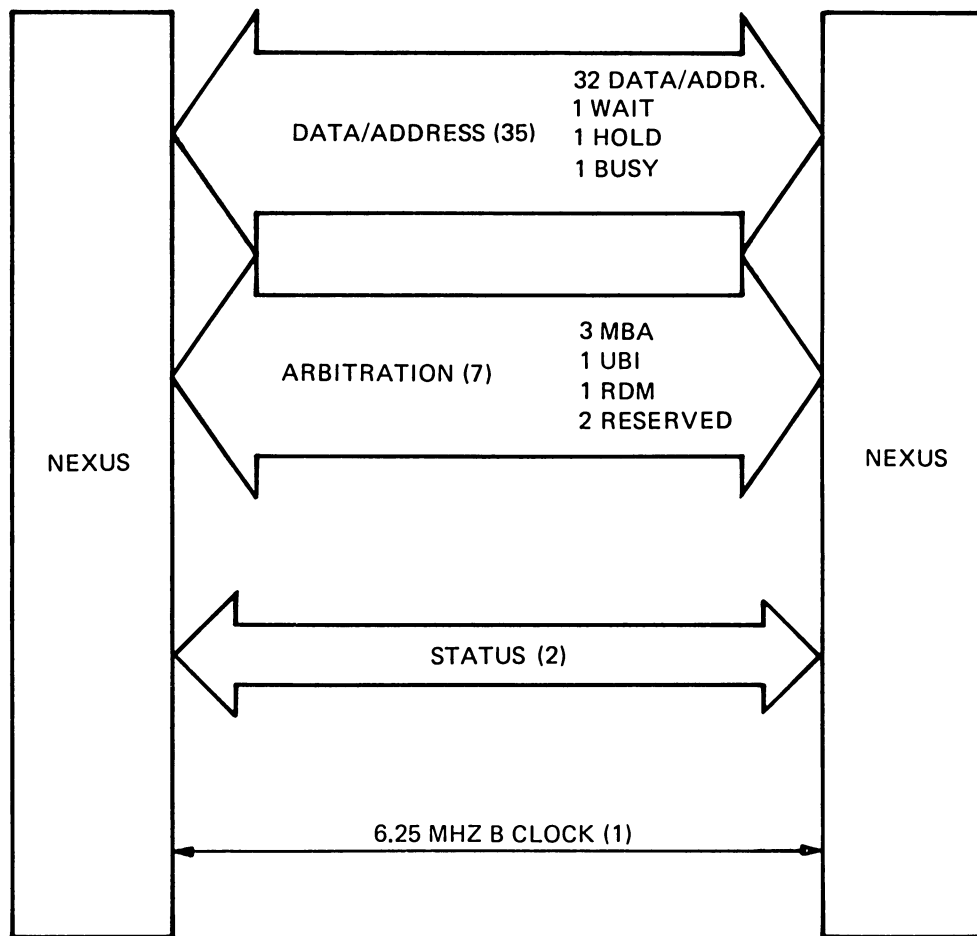 DATA/ADDRESS (35)
32 DATA/ADDR.
1 WAIT
1 HOLD
1 BUSY
ARBITRATION (7)
3 MBA
1 UBI
1 RDM
2 RESERVED
NEXUS
NEXUS
STATUS (2)
6.25 MHZ B CLOCK (1)